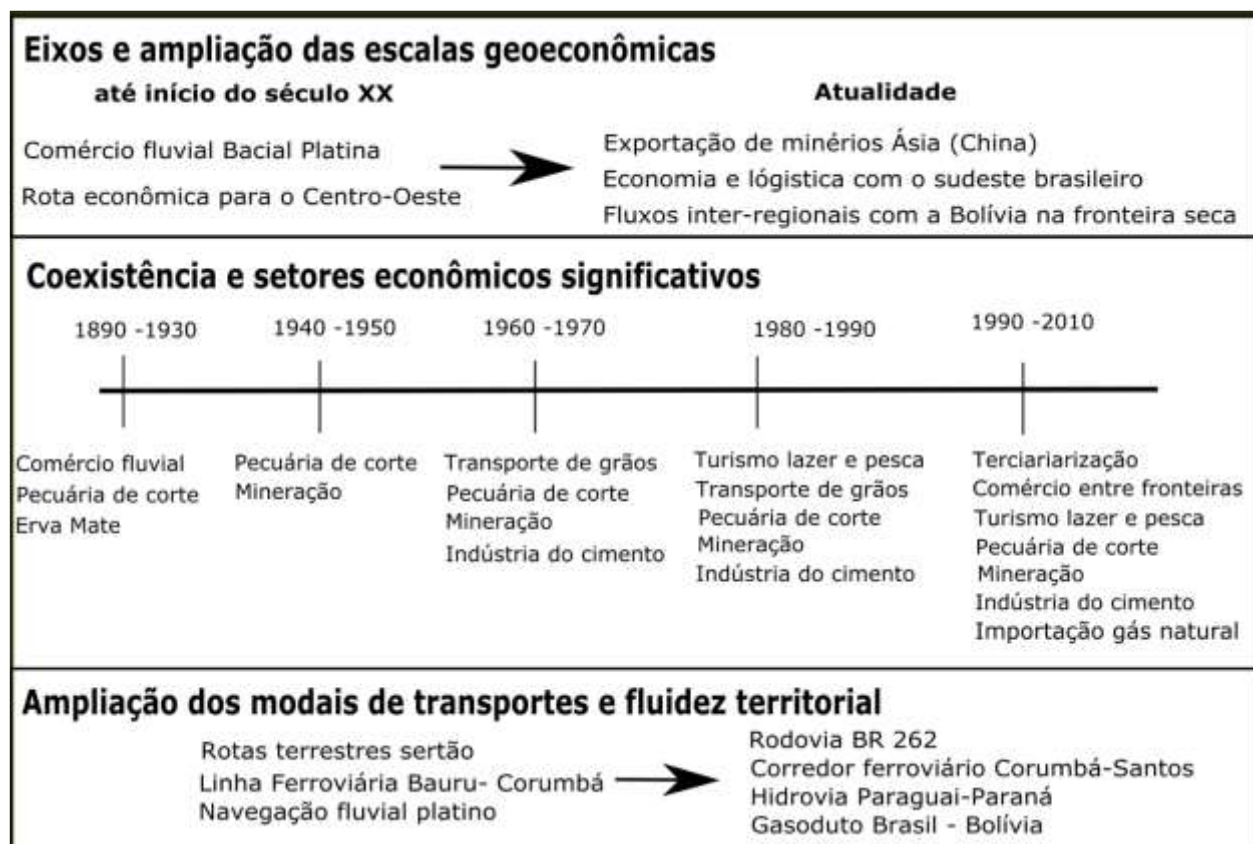 Eixos e ampliação das escalas geoeconômicas
até início do século XX
Atualidade
Comércio fluvial Bacial Platina
Rota econômica para o Centro-Oeste
Exportação de minérios Ásia (China)
Economia e lógistica com o sudeste brasileiro
Fluxos inter-regionais com a Bolívia na fronteira seca
Coexistência e setores econômicos significativos
1890 -1930
1940 -1950
1960 -1970
1980 -1990
1990 -2010
Comércio fluvial
Pecuária de corte
Erva Mate
Pecuária de corte
Mineração
Transporte de grãos
Pecuária de corte
Mineração
Indústria do cimento
Turismo lazer e pesca
Transporte de grãos
Pecuária de corte
Mineração
Indústria do cimento
Terciariarização
Comércio entre fronteiras
Turismo lazer e pesca
Pecuária de corte
Mineração
Indústria do cimento
Importação gás natural
Ampliação dos modais de transportes e fluidez territorial
Rotas terrestres sertão
Linha Ferroviária Bauru- Corumbá
Navegação fluvial platino
Rodovia BR 262
Corredor ferroviário Corumbá-Santos
Hidrovia Paraguai-Paraná
Gasoduto Brasil - Bolívia